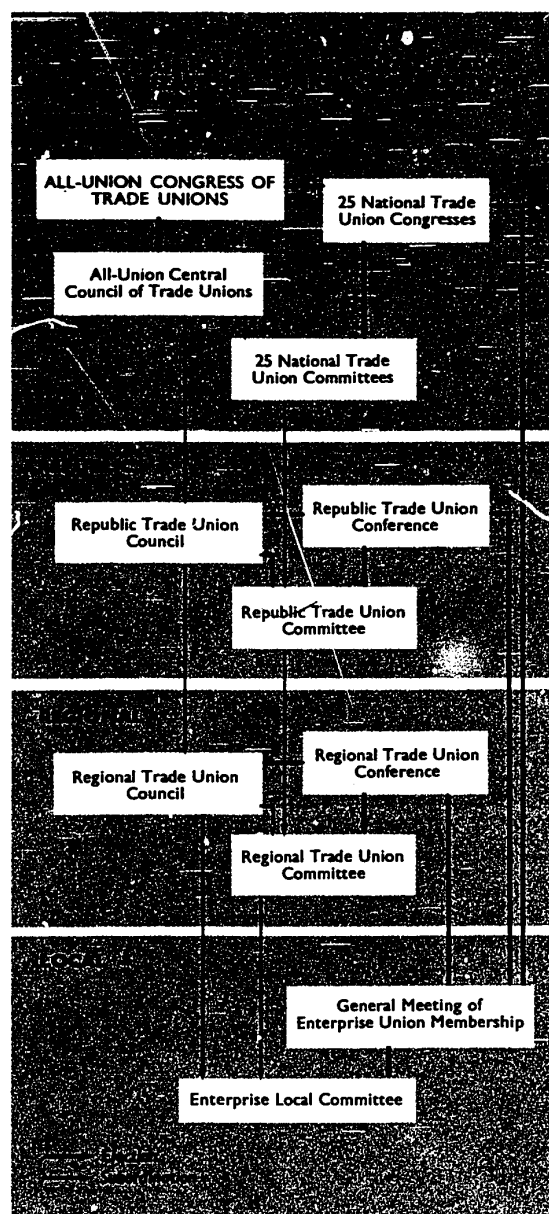 ALL-UNION CONGRESS OF
TRADE UNIONS
25 National Trade
Union Congresses
All-Union Central
Council of Trade Unions
25 National Trade
Union Committees
Republic Trade Union
Council
Republic Trade Union
Conference
Republic Trade Union
Committee
REGIONAL
Regional Trade Union
Council
Regional Trade Union
Conference
Regional Trade Union
Committee
LOCAL
General Meeting of
Enterprise Union Membership
Enterprise Local Committee